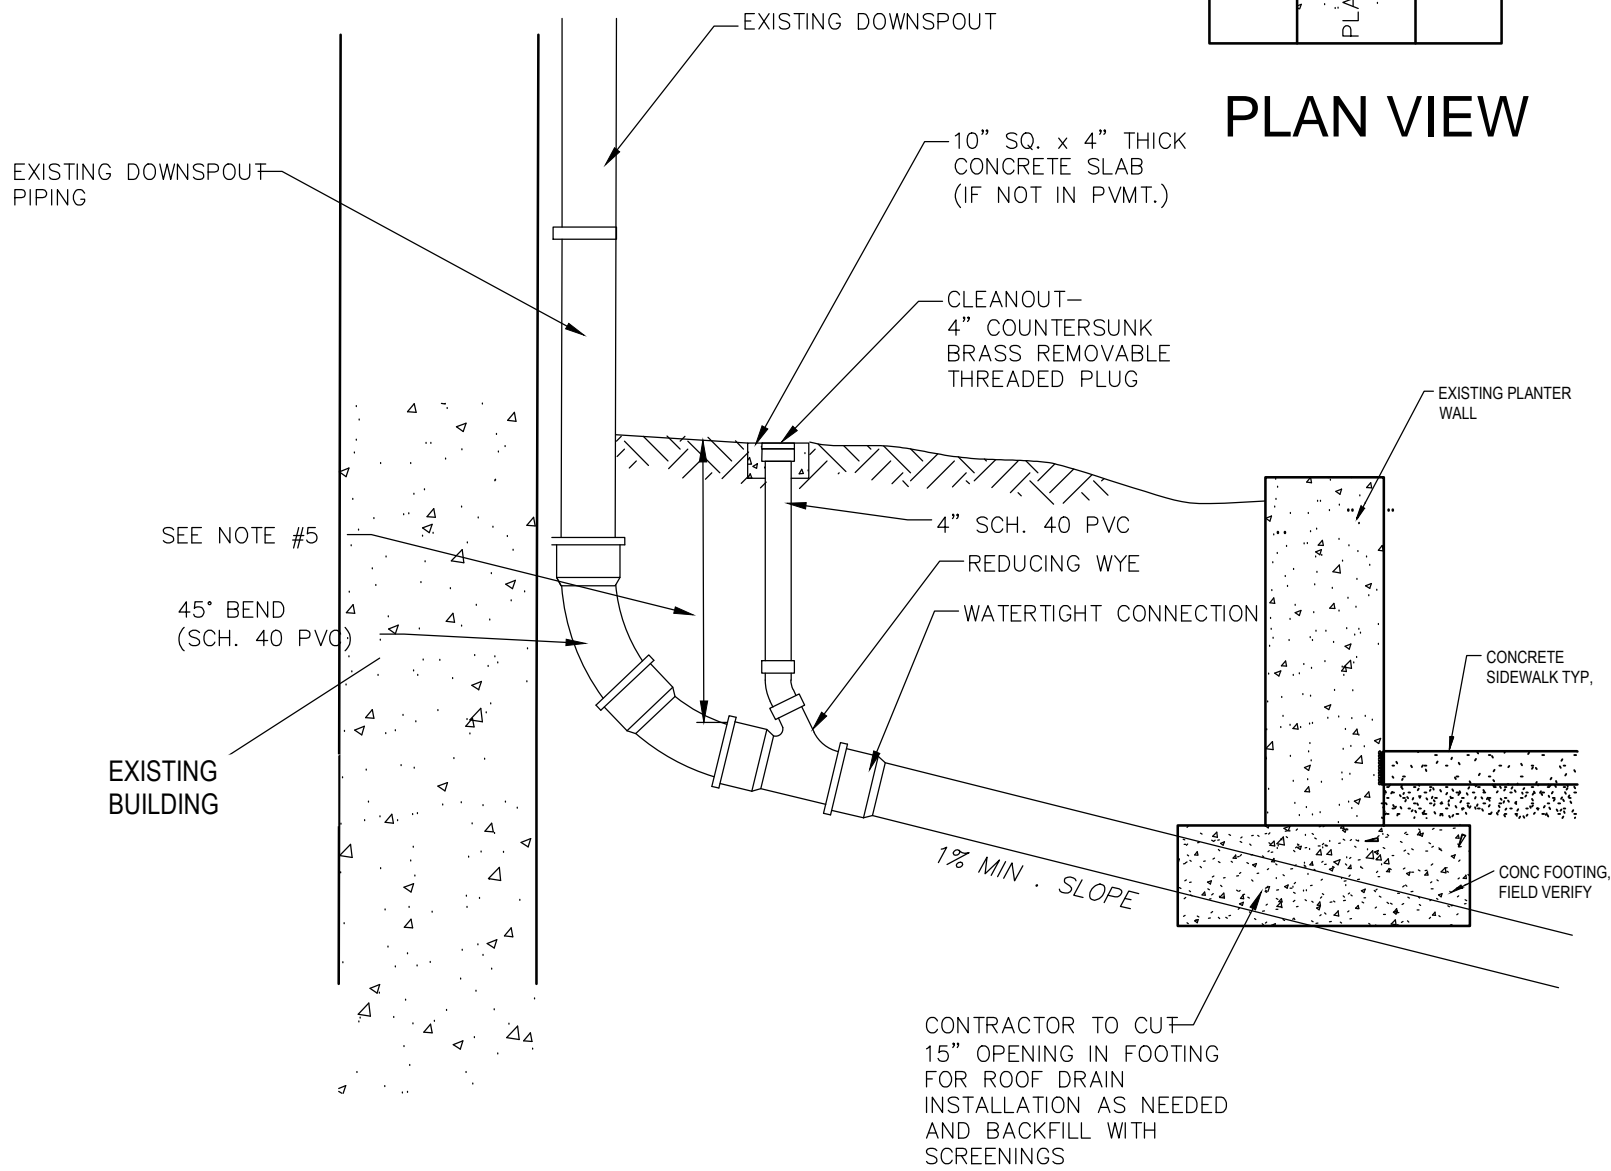 EXISTING DOWNSPOUT
PLA
PLAN VIEW
10" SQ. x 4" THICK
CONCRETE SLAB
(IF NOT IN PVMT.)
EXISTING DOWNSPOUT
PIPING
CLEANOUT–
4" COUNTERSUNK
BRASS REMOVABLE
THREADED PLUG
EXISTING PLANTER
WALL
4" SCH. 40 PVC
SEE NOTE #5
REDUCING WYE
45° BEND
(SCH. 40 PVC)
WATERTIGHT CONNECTION
CONCRETE
SIDEWALK TYP,
EXISTING
BUILDING
1% MIN . SLOPE
CONC FOOTING,
FIELD VERIFY
CONTRACTOR TO CUT
15" OPENING IN FOOTING
FOR ROOF DRAIN
INSTALLATION AS NEEDED
AND BACKFILL WITH
SCREENINGS